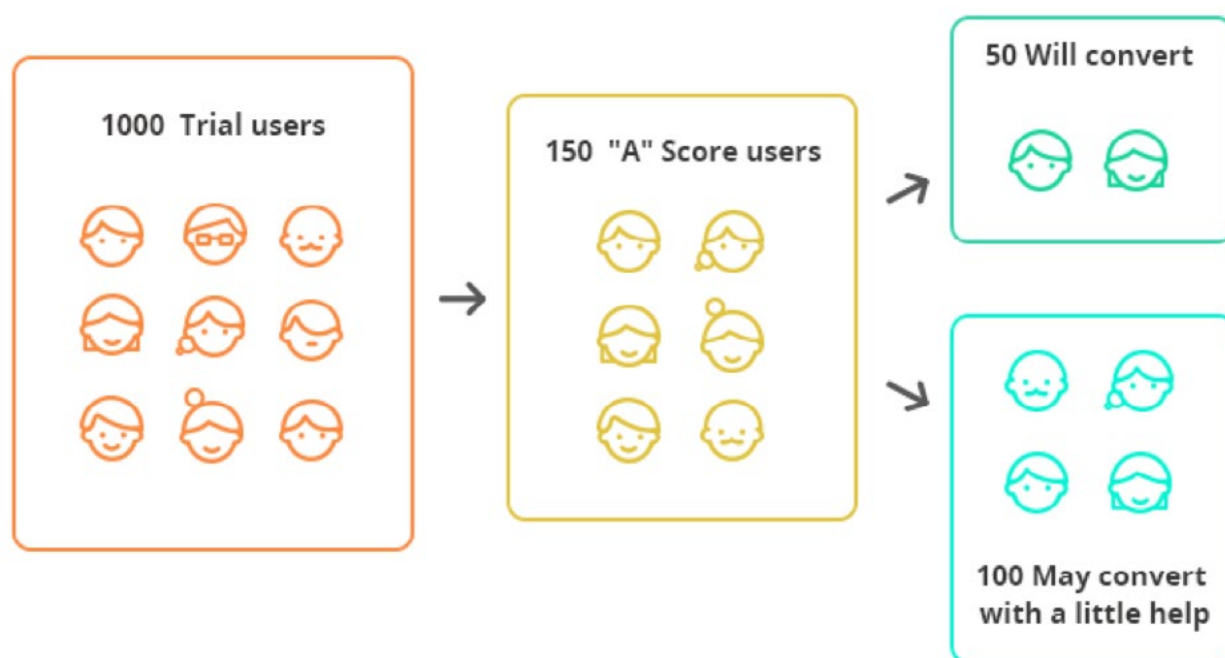 1000 Trial users
150 "A" Score users
50 Will convert
100 May convert
with a little help